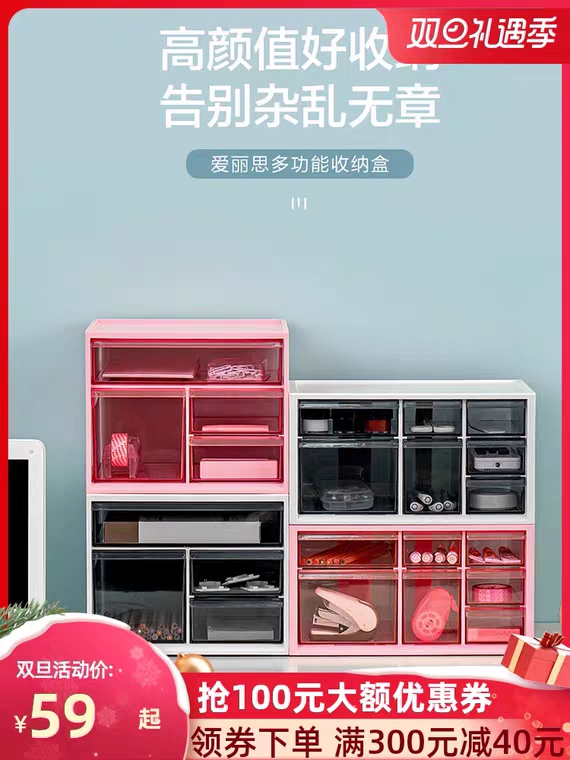 双旦礼遇季
高颜值好收纳
告别杂乱无章
爱丽思多功能收纳盒
双旦活动价:
¥59 起
抢100元大额优惠券
领券下单 满300元减40元